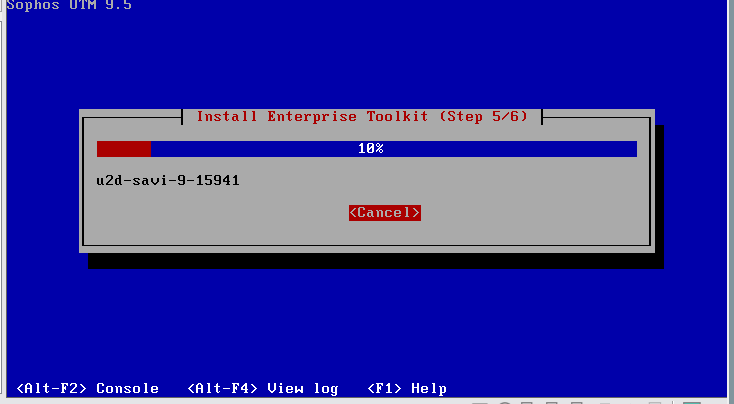 Sophos UTM 9.5
Install Enterprise Toolkit (Step 5/6)
10%
u2d-savi-9-15941
<Cancel>
<Alt-F2> Console <Alt-F4> View log <F1> Help